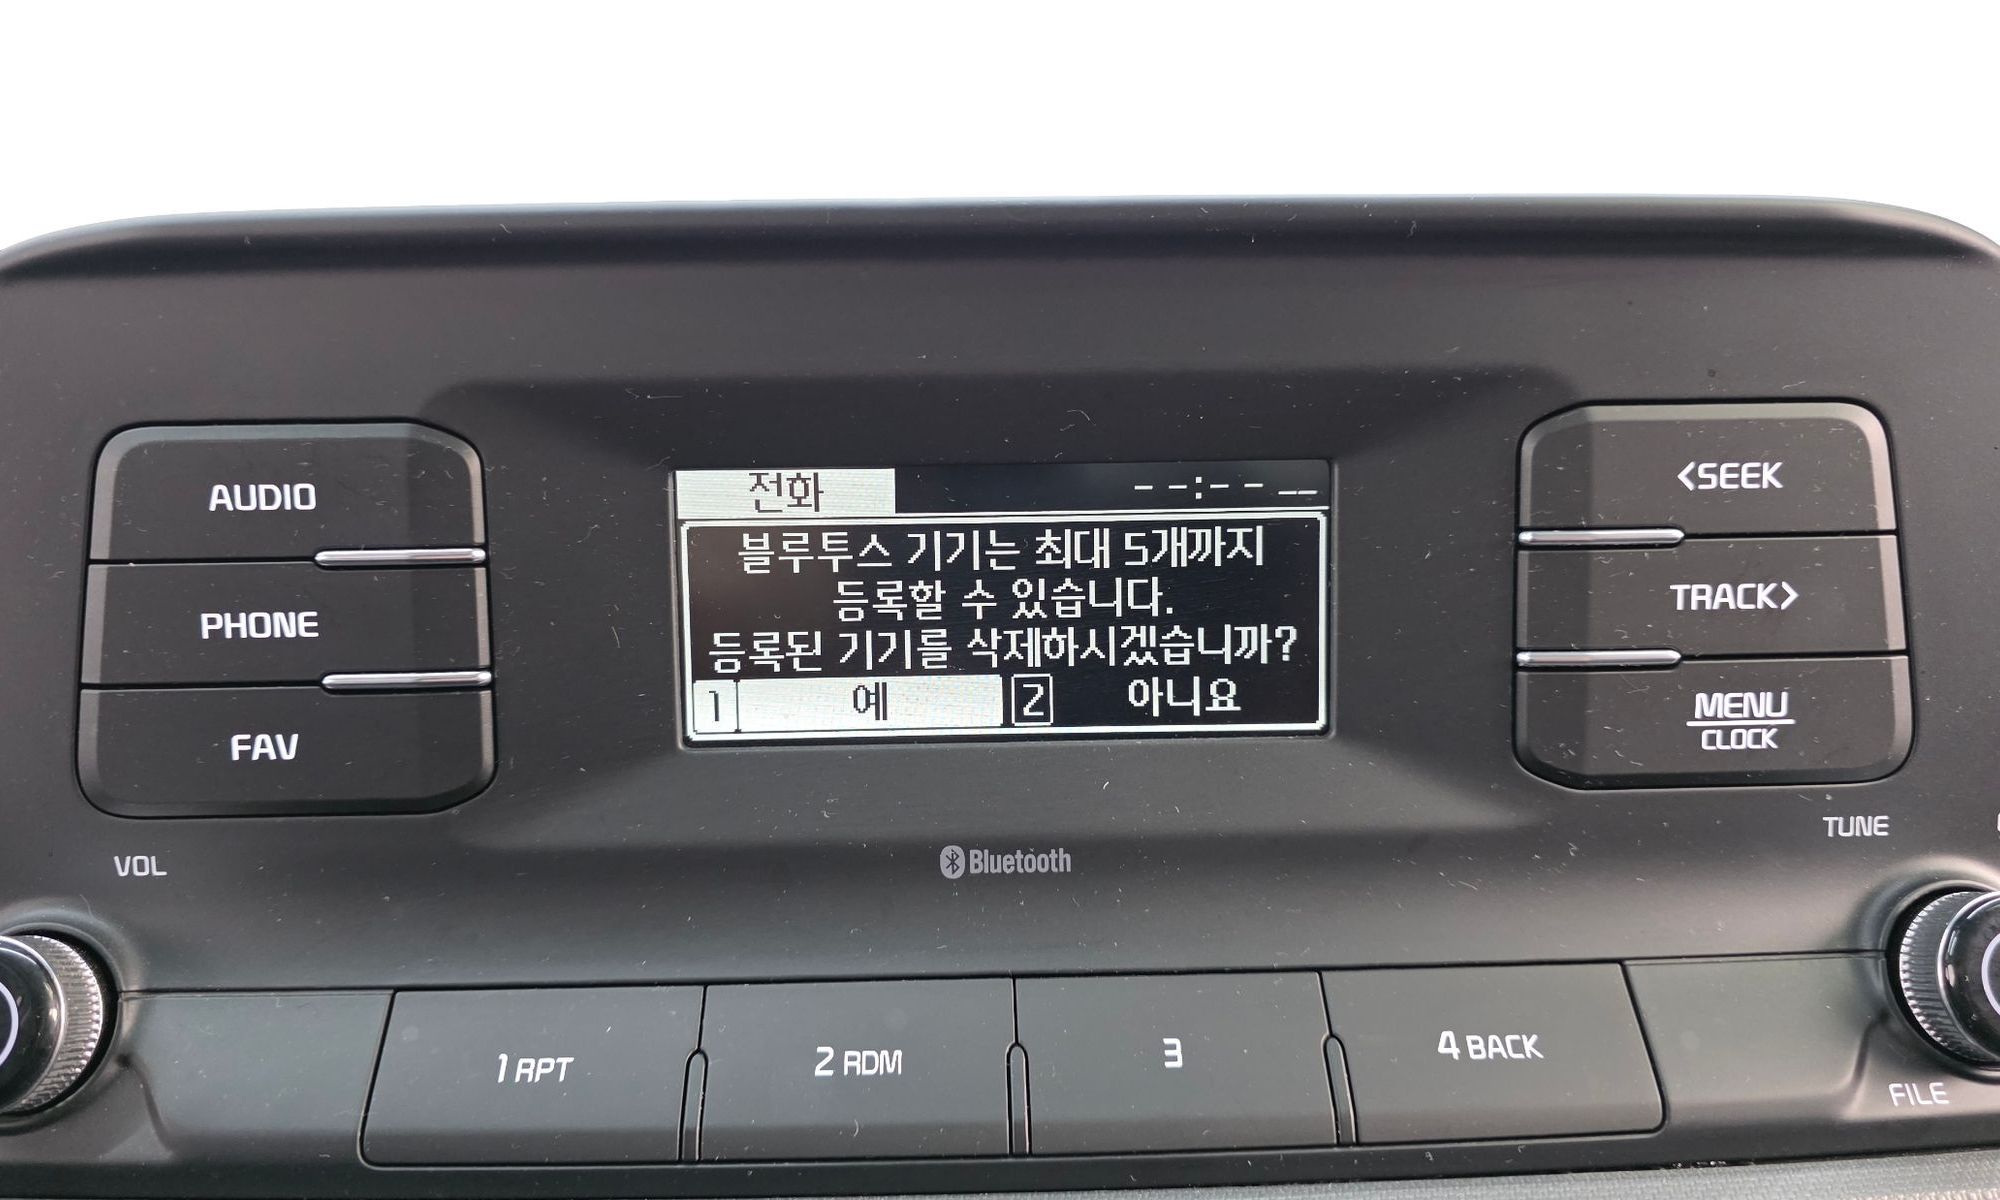 전화 --:-- __
블루투스 기기는 최대 5개까지
등록할 수 있습니다.
등록된 기기를 삭제하시겠습니까?
1 예 2 아니요
AUDIO
PHONE
FAV
<SEEK
TRACK>
MENU
CLOCK
VOL
TUNE
Bluetooth
1 RPT
2 RDM
3
4 BACK
FILE